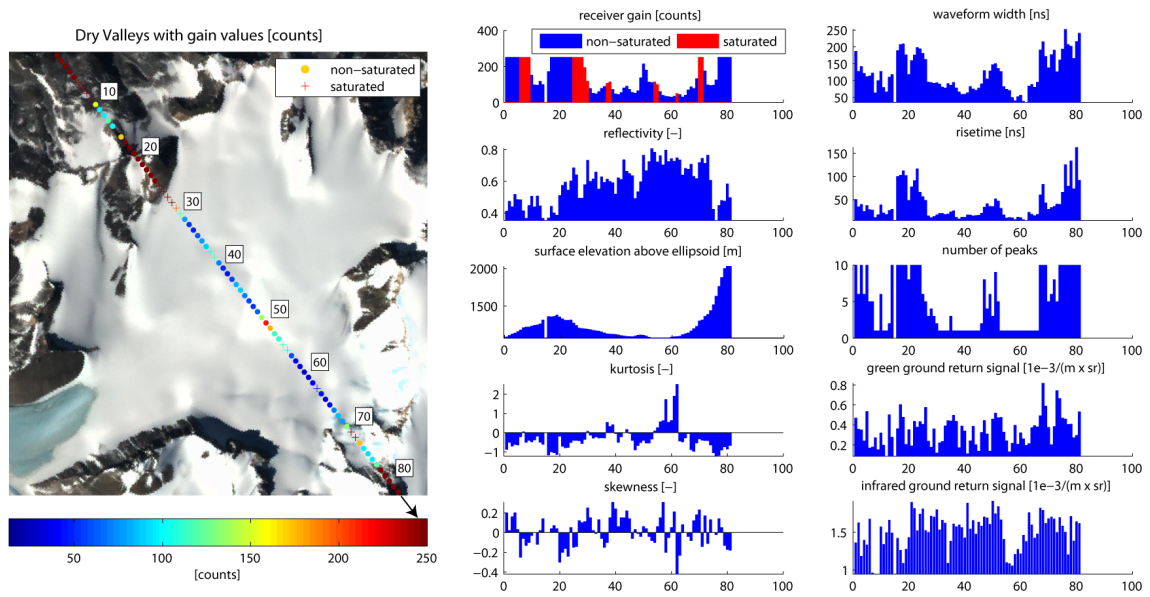 Dry Valleys with gain values [counts]
non-saturated
saturated
10
20
30
40
50
60
70
80
50 100 150 200 250
[counts]
receiver gain [counts]
non-saturated saturated
400
200
0
0 20 40 60 80 100
reflectivity [−]
0.8
0.6
0.4
0 20 40 60 80 100
surface elevation above ellipsoid [m]
2000
1500
0 20 40 60 80 100
kurtosis [−]
2
1
0
−1
0 20 40 60 80 100
skewness [−]
0.2
0
−0.2
−0.4
0 20 40 60 80 100
waveform width [ns]
250
200
150
100
50
0 20 40 60 80 100
risetime [ns]
150
100
50
0 20 40 60 80 100
number of peaks
10
5
0
0 20 40 60 80 100
green ground return signal [1e−3/(m x sr)]
0.8
0.6
0.4
0.2
0 20 40 60 80 100
infrared ground return signal [1e−3/(m x sr)]
1.5
1
0 20 40 60 80 100